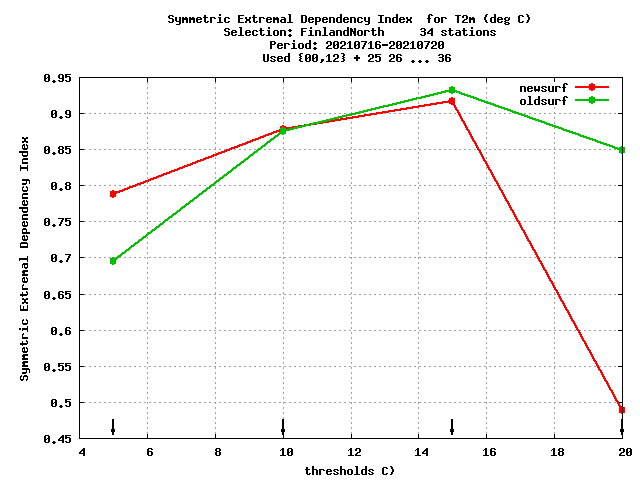 Symmetric Extremal Dependency Index  for T2m (deg C)
Selection: FinlandNorth     34 stations
Period: 20210716-20210720
Used {00,12} + 25 26 ... 36
newsurf
oldsurf
Symmetric Extremal Dependency Index
0.95
0.9
0.85
0.8
0.75
0.7
0.65
0.6
0.55
0.5
0.45
4 6 8 10 12 14 16 18 20
thresholds C)